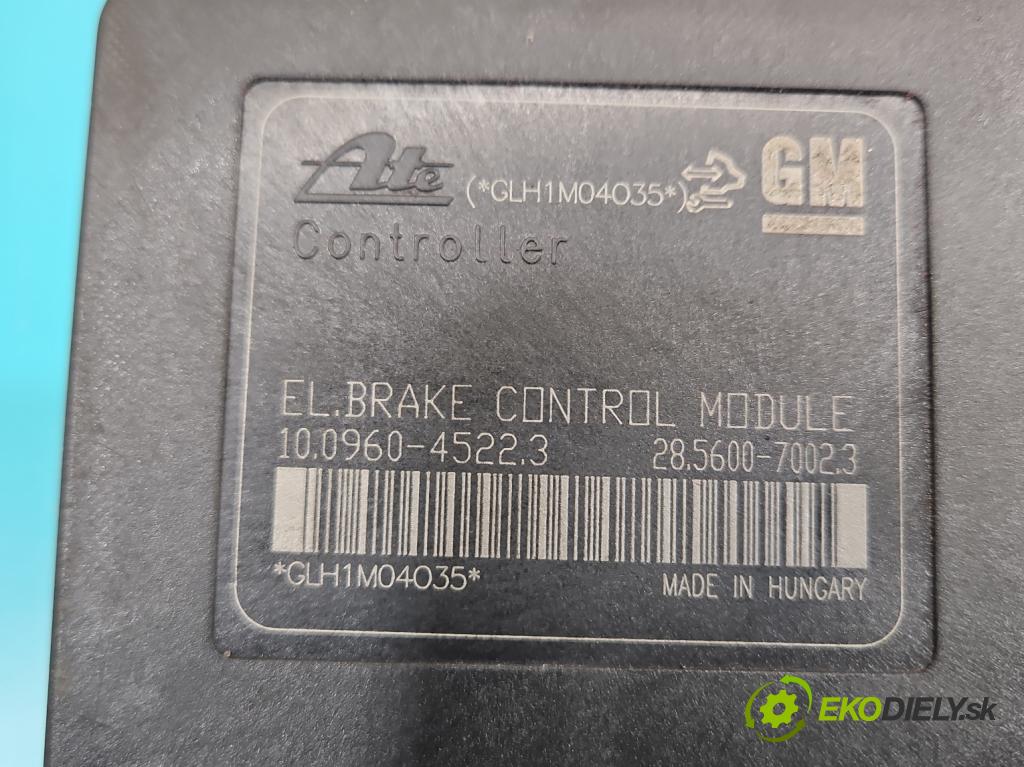 Ate (*GLH1M04035*) GM
Controller
EL.BRAKE CONTROL MODULE
10.0960-4522.3 28.5600-7002.3
*GLH1M04035* MADE IN HUNGARY
EKODIELY.sk